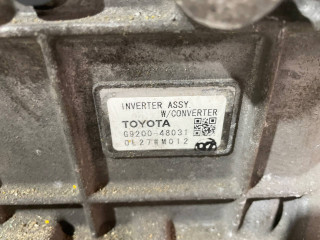 INVERTER ASSY
W/CONVERTER
TOYOTA
G9200-48031